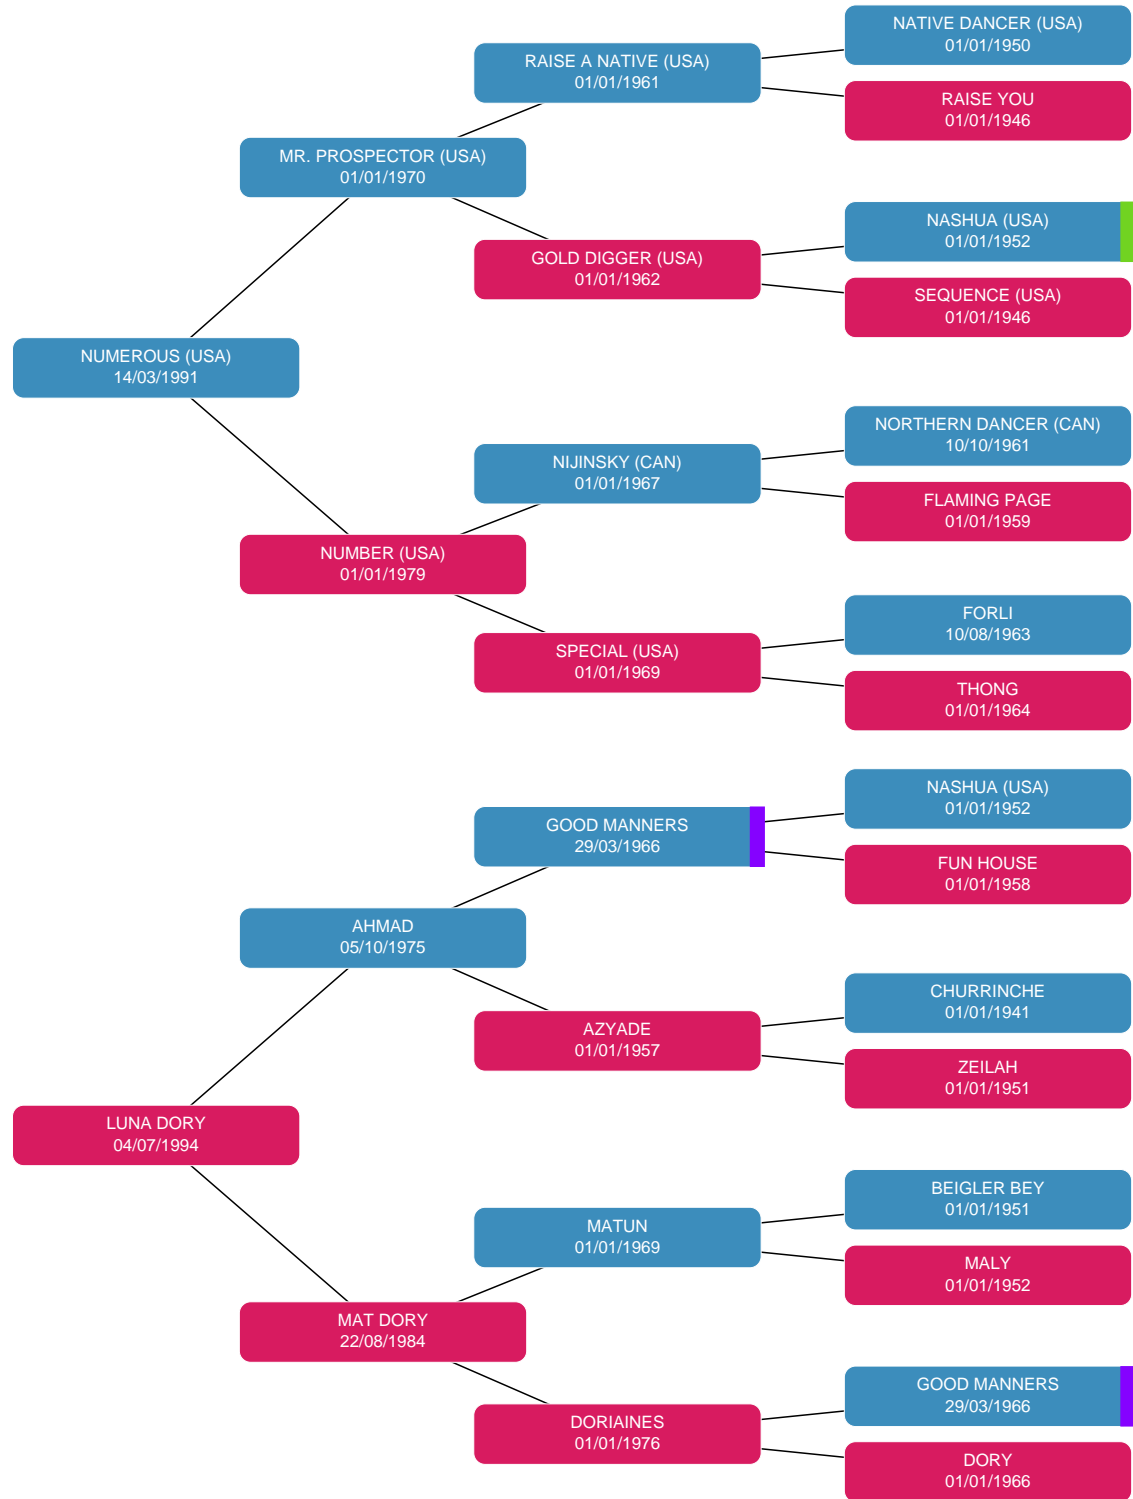 NATIVE DANCER (USA)
01/01/1950
RAISE A NATIVE (USA)
01/01/1961
RAISE YOU
01/01/1946
MR. PROSPECTOR (USA)
01/01/1970
NASHUA (USA)
01/01/1952
GOLD DIGGER (USA)
01/01/1962
SEQUENCE (USA)
01/01/1946
NUMEROUS (USA)
14/03/1991
NORTHERN DANCER (CAN)
10/10/1961
NIJINSKY (CAN)
01/01/1967
FLAMING PAGE
01/01/1959
NUMBER (USA)
01/01/1979
FORLI
10/08/1963
SPECIAL (USA)
01/01/1969
THONG
01/01/1964
NASHUA (USA)
01/01/1952
GOOD MANNERS
29/03/1966
FUN HOUSE
01/01/1958
AHMAD
05/10/1975
CHURRINCHE
01/01/1941
AZYADE
01/01/1957
ZEILAH
01/01/1951
LUNA DORY
04/07/1994
BEIGLER BEY
01/01/1951
MATUN
01/01/1969
MALY
01/01/1952
MAT DORY
22/08/1984
GOOD MANNERS
29/03/1966
DORIAINES
01/01/1976
DORY
01/01/1966